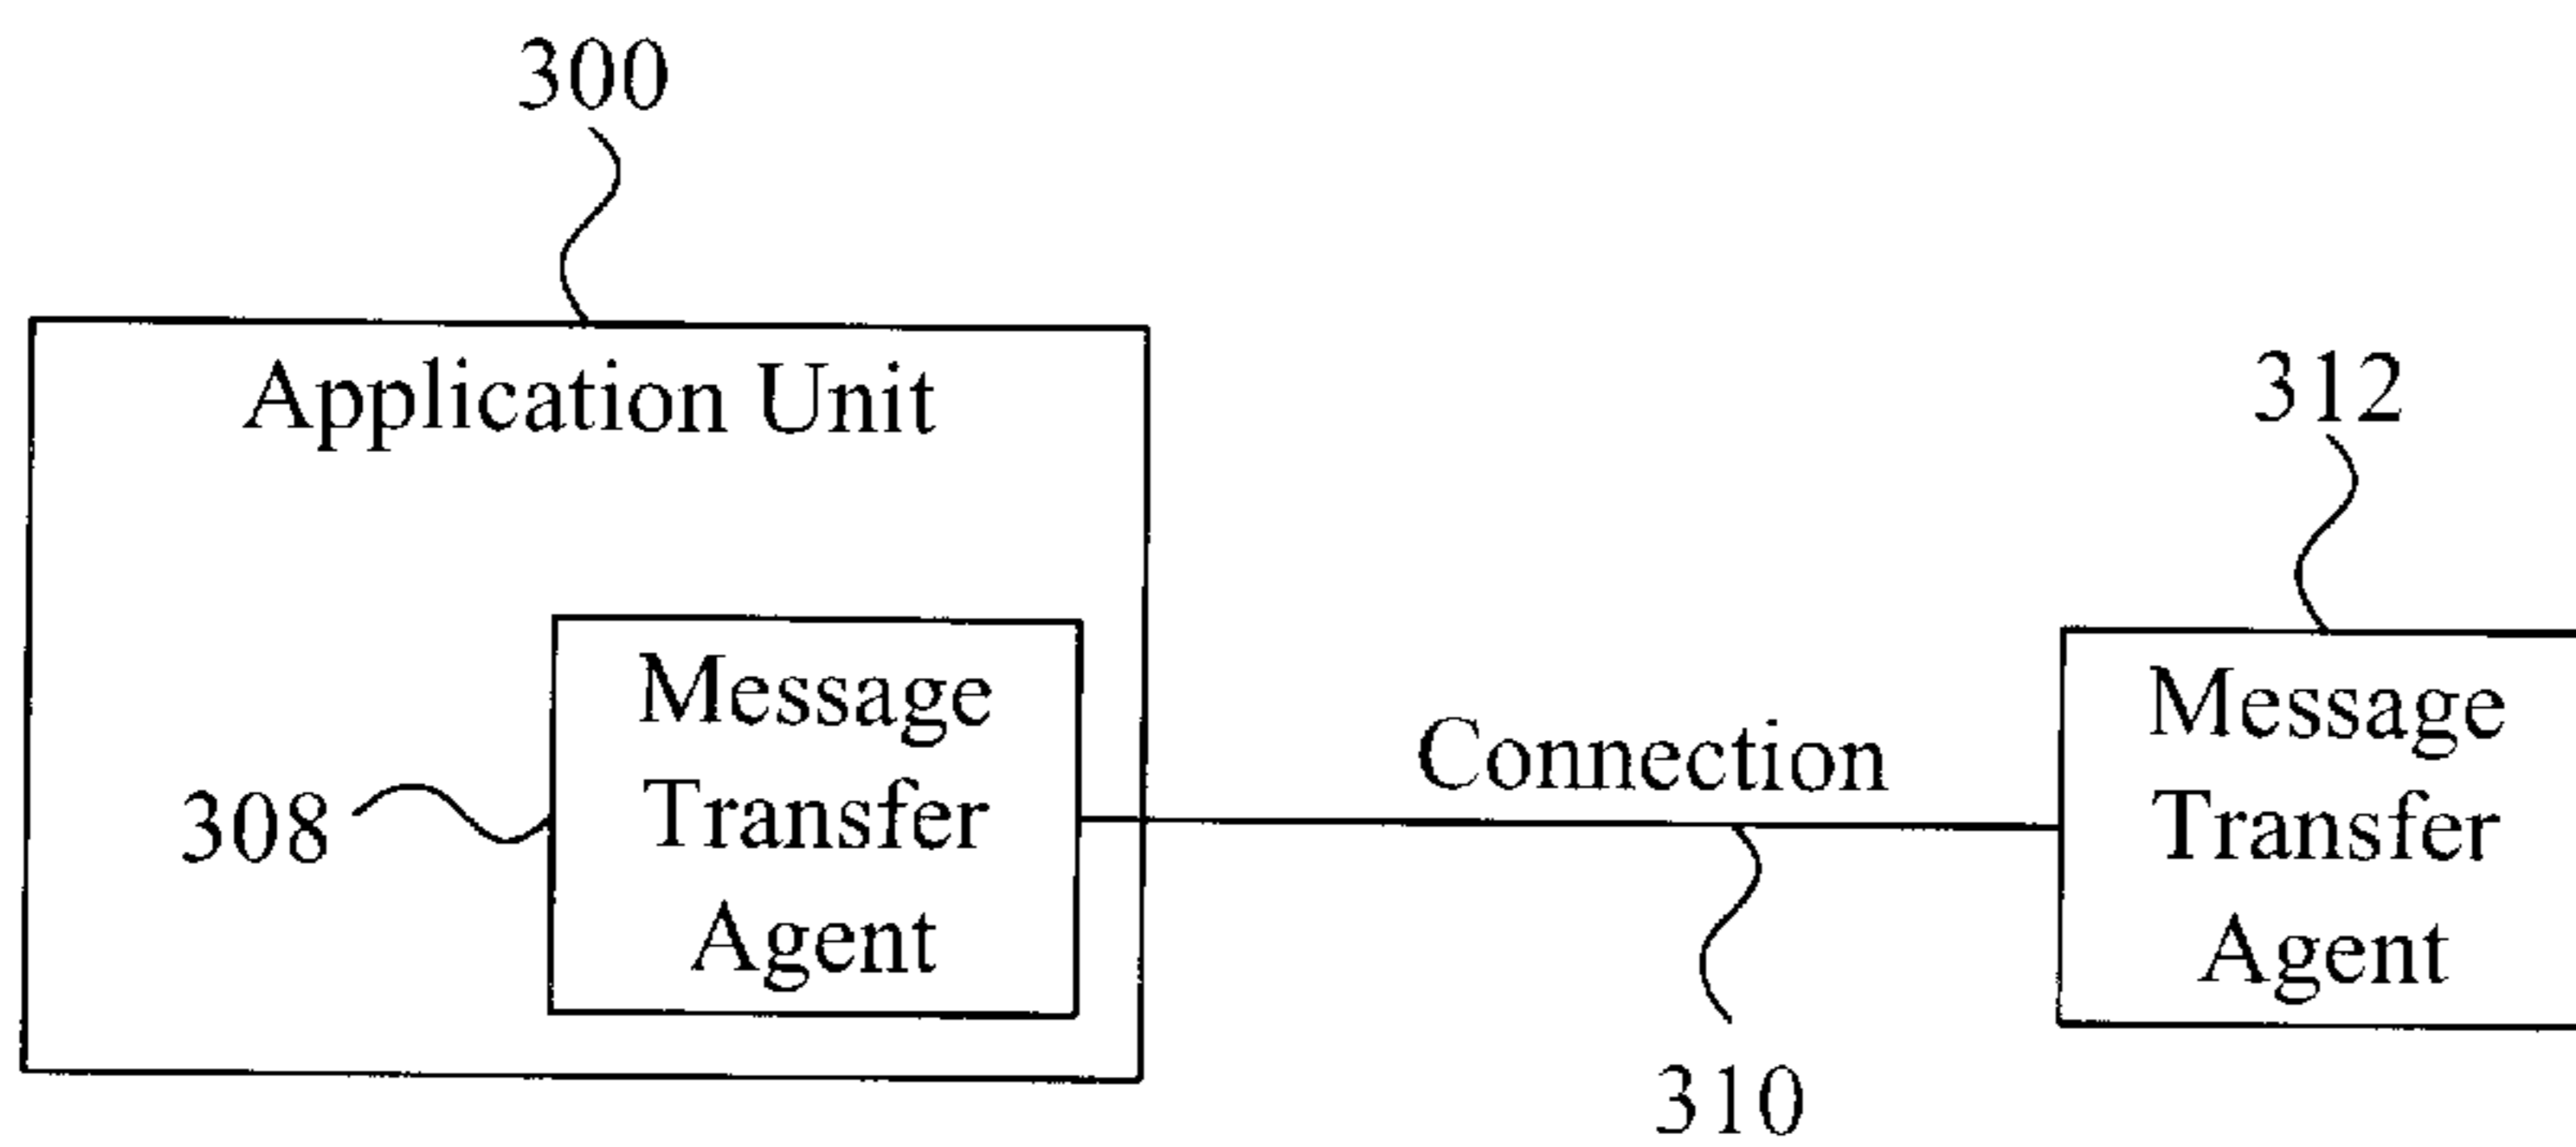 300
Application Unit
312
Message
Transfer
Agent
308
Connection
Message
Transfer
Agent
310